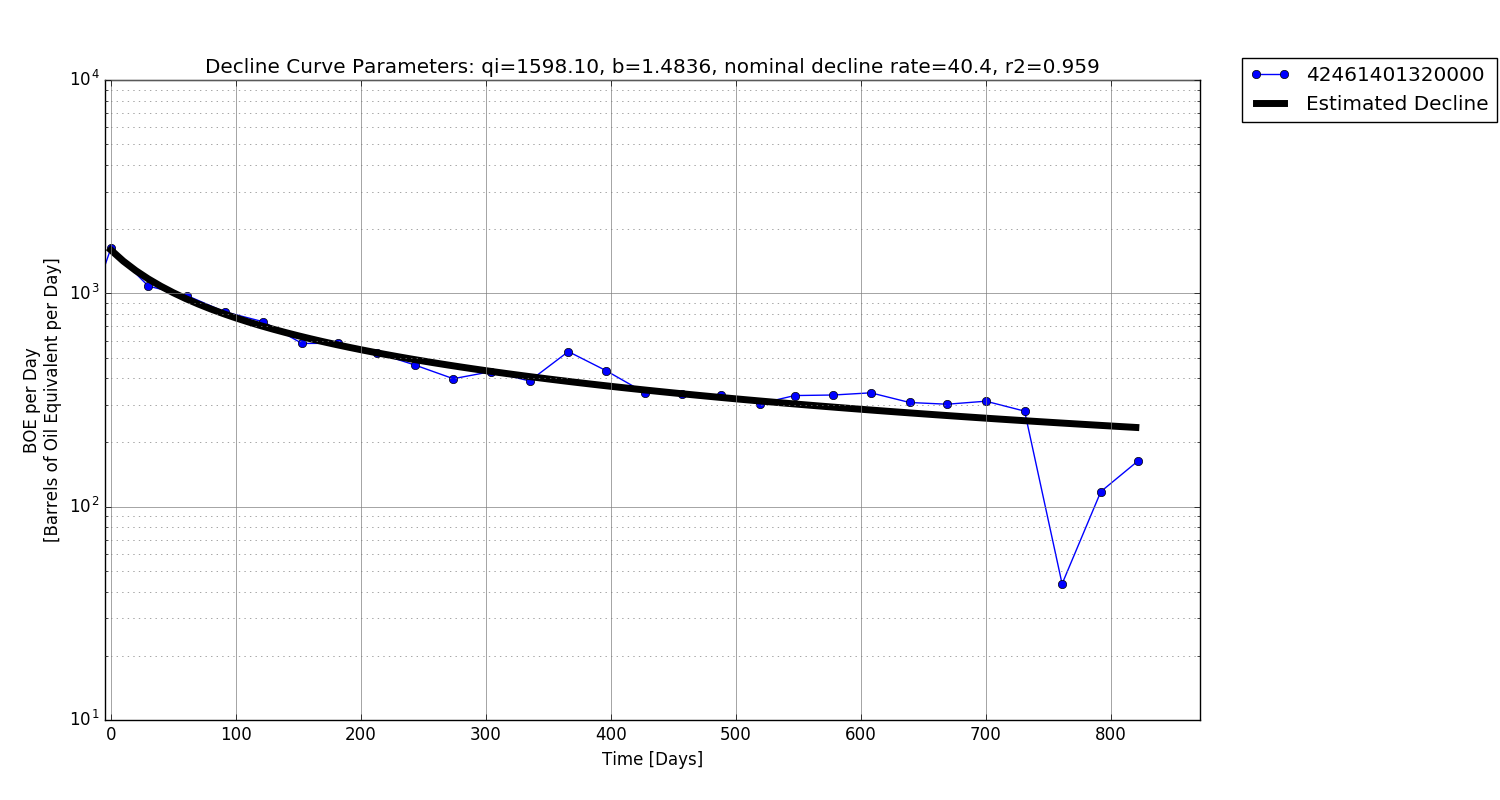 Decline Curve Parameters: qi=1598.10, b=1.4836, nominal decline rate=40.4, r2=0.959
42461401320000
Estimated Decline
BOE per Day
[Barrels of Oil Equivalent per Day]
10^4
10^3
10^2
10^1
0 100 200 300 400 500 600 700 800
Time [Days]